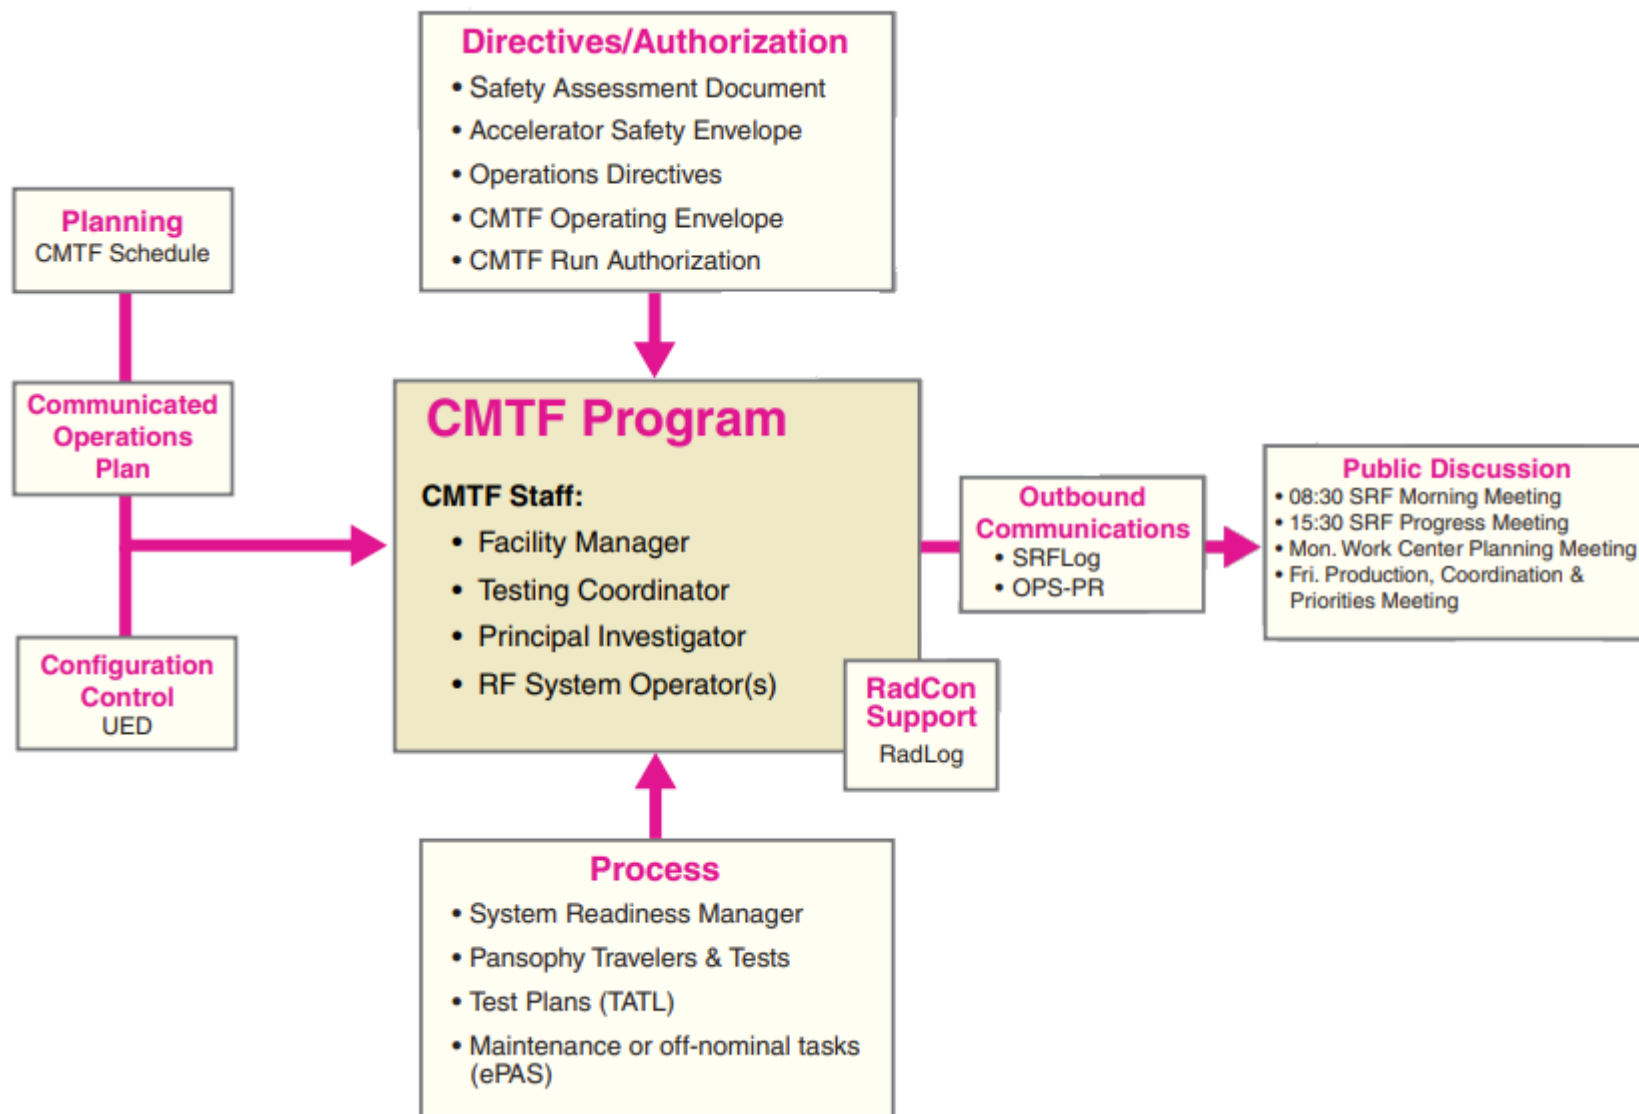 Directives/Authorization
• Safety Assessment Document
• Accelerator Safety Envelope
• Operations Directives
• CMTF Operating Envelope
• CMTF Run Authorization
Planning
CMTF Schedule
Communicated
Operations
Plan
Configuration
Control
UED
CMTF Program
CMTF Staff:
• Facility Manager
• Testing Coordinator
• Principal Investigator
• RF System Operator(s)
RadCon
Support
RadLog
Outbound
Communications
• SRFLog
• OPS-PR
Public Discussion
• 08:30 SRF Morning Meeting
• 15:30 SRF Progress Meeting
• Mon. Work Center Planning Meeting
• Fri. Production, Coordination &
Priorities Meeting
Process
• System Readiness Manager
• Pansophy Travelers & Tests
• Test Plans (TATL)
• Maintenance or off-nominal tasks
(ePAS)